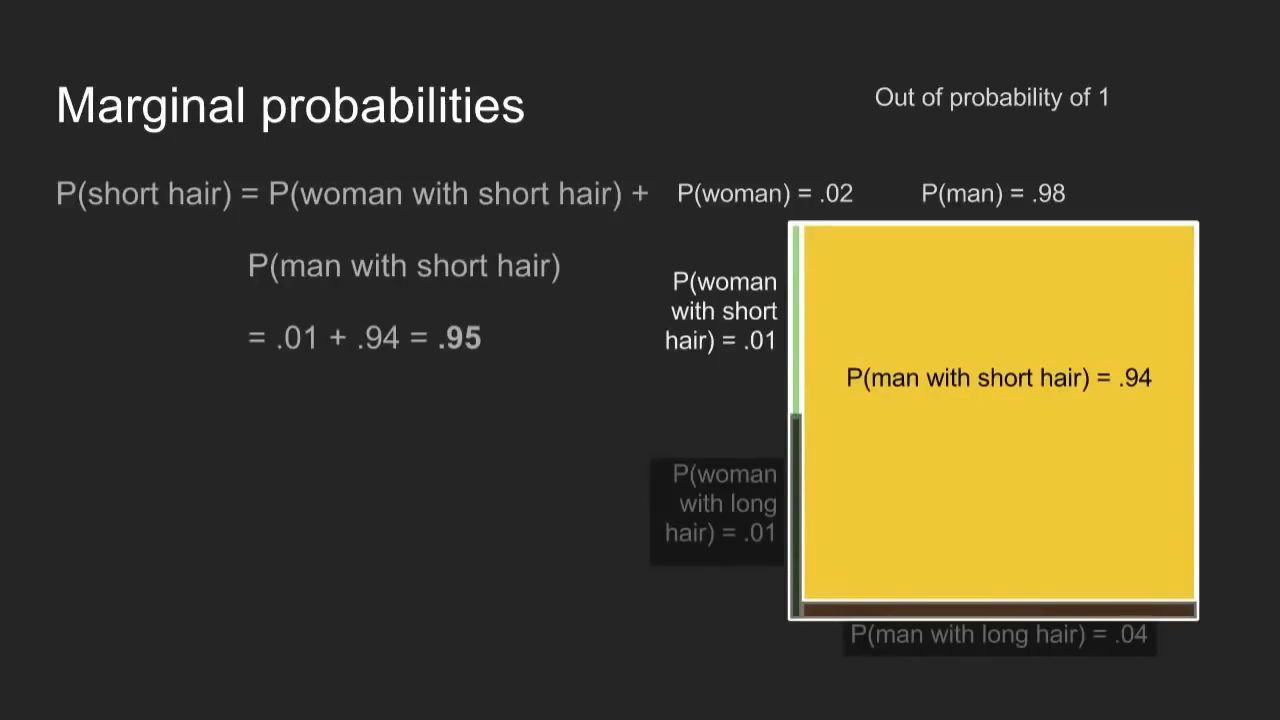 Marginal probabilities
Out of probability of 1
P(short hair) = P(woman with short hair) +
P(man with short hair)
= .01 + .94 = .95
P(woman) = .02
P(man) = .98
P(woman
with short
hair) = .01
P(man with short hair) = .94
P(woman
with long
hair) = .01
P(man with long hair) = .04